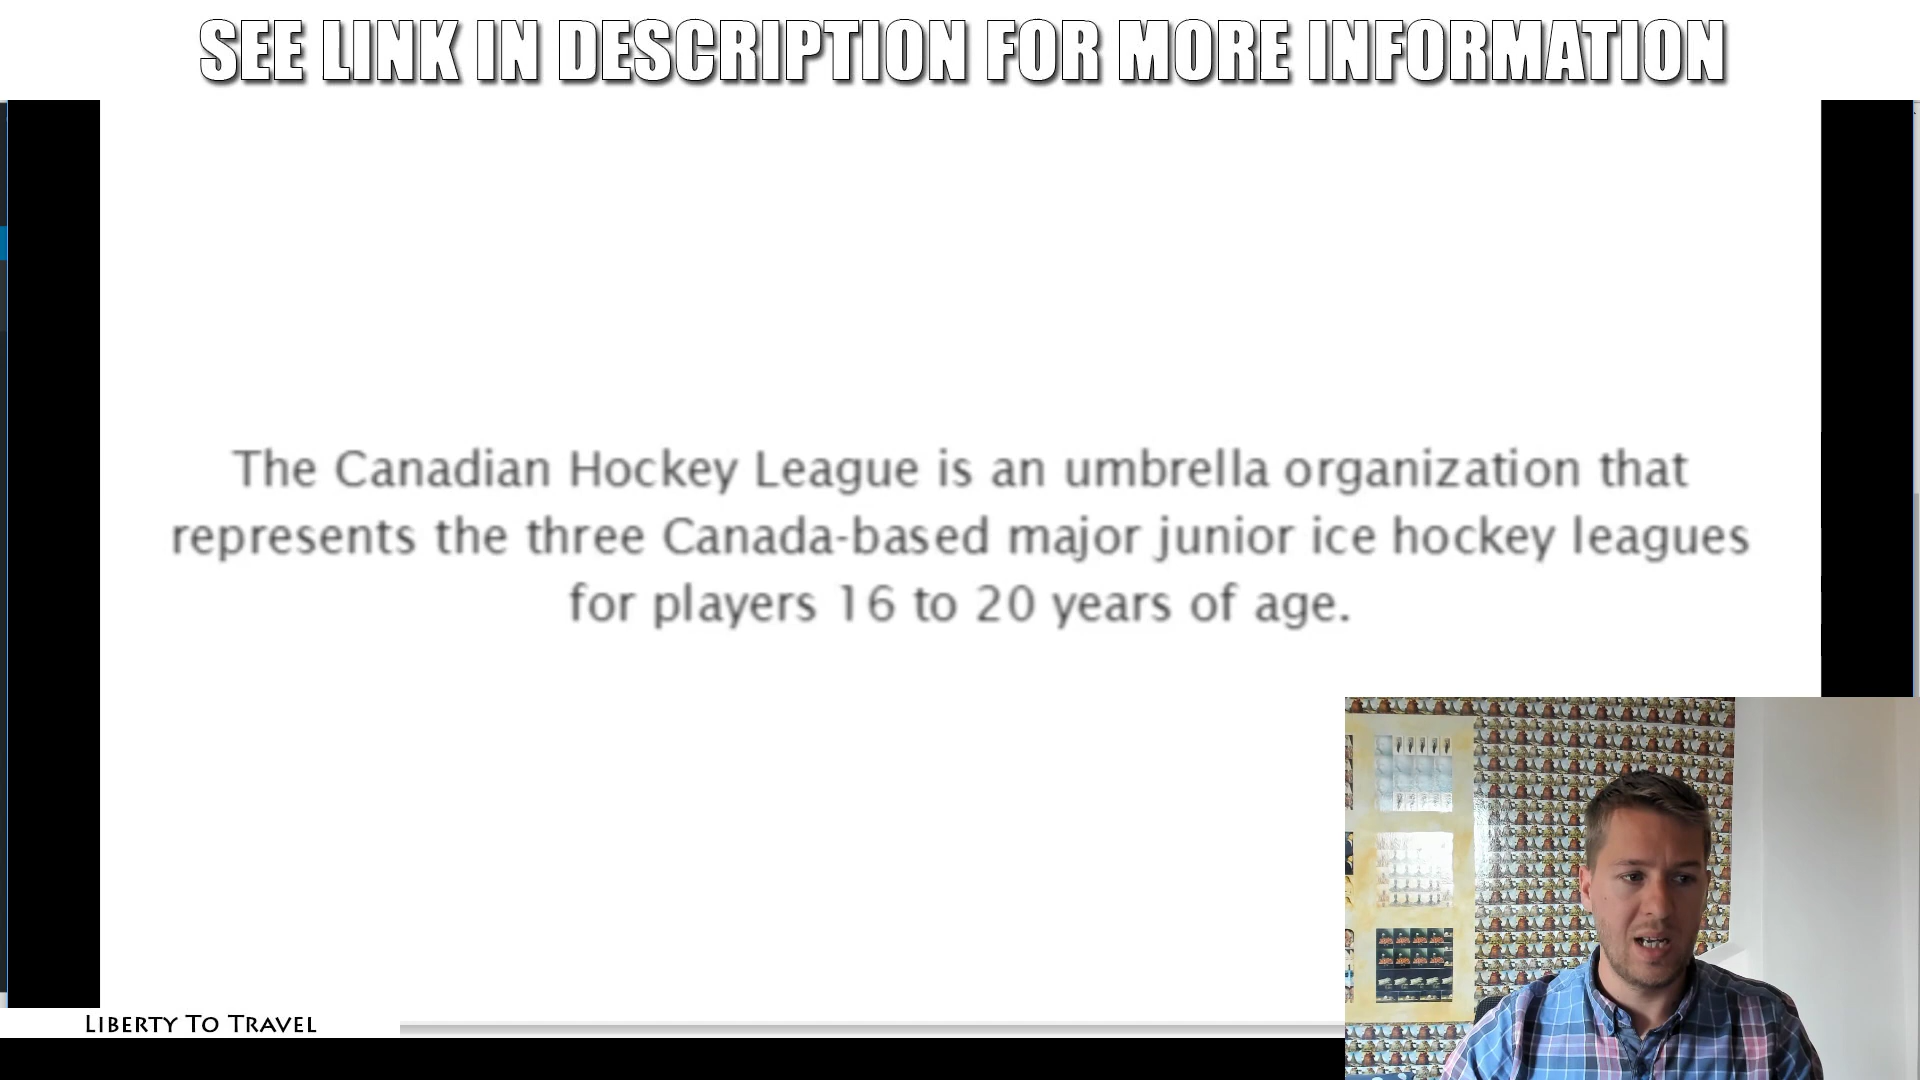 SEE LINK IN DESCRIPTION FOR MORE INFORMATION
The Canadian Hockey League is an umbrella organization that
represents the three Canada-based major junior ice hockey leagues
for players 16 to 20 years of age.
LIBERTY TO TRAVEL